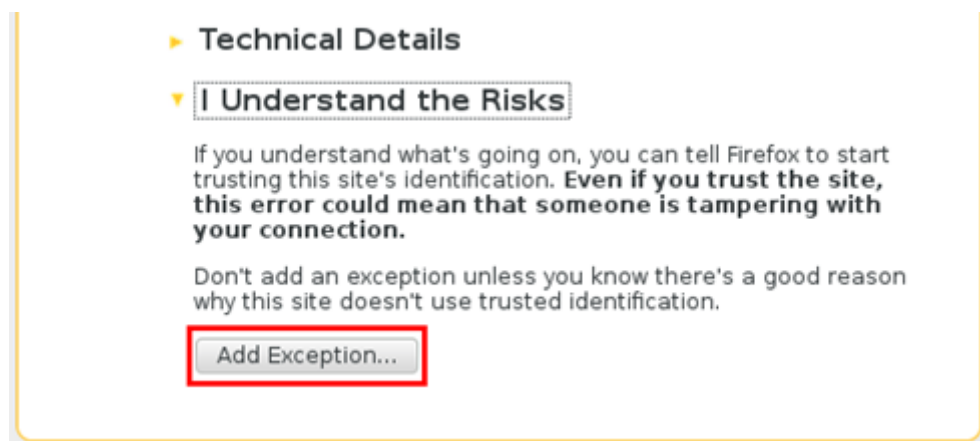 Technical Details
I Understand the Risks
If you understand what's going on, you can tell Firefox to start
trusting this site's identification. Even if you trust the site,
this error could mean that someone is tampering with
your connection.
Don't add an exception unless you know there's a good reason
why this site doesn't use trusted identification.
Add Exception...